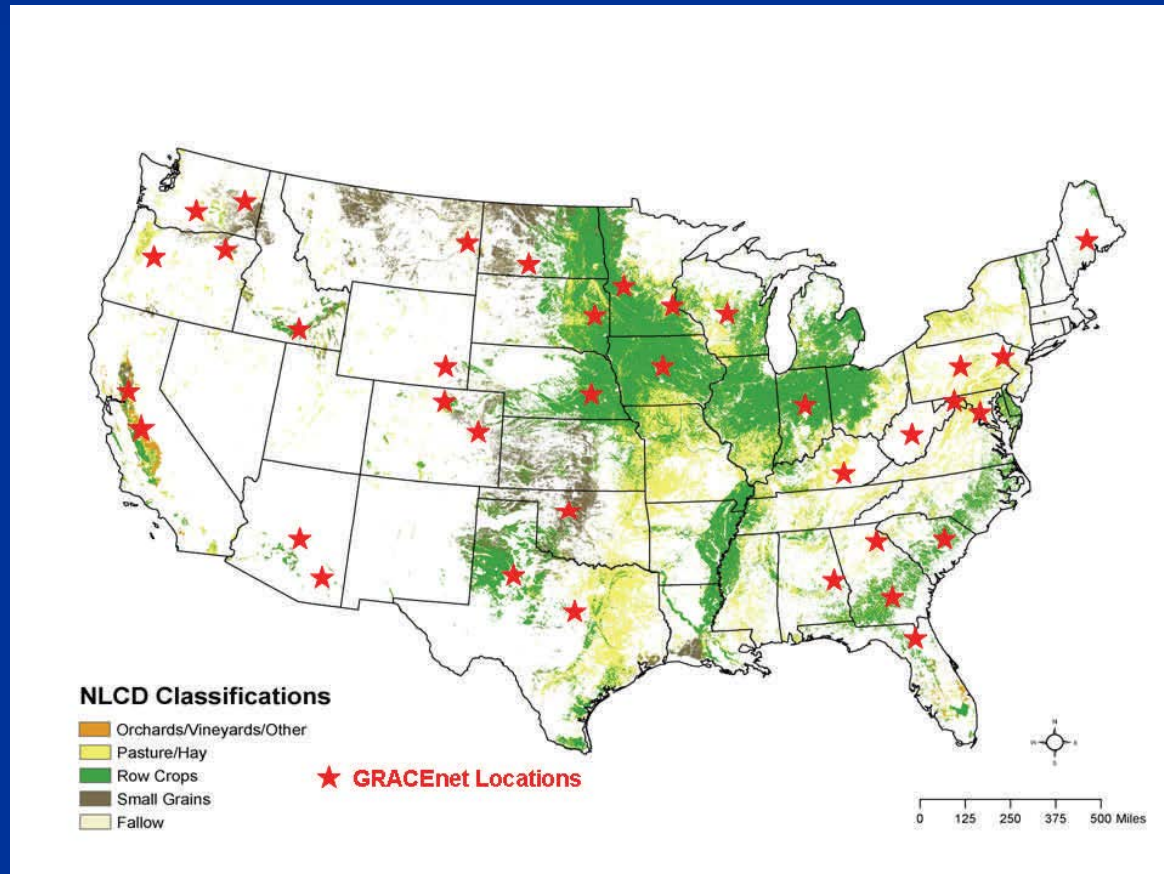 NLCD Classifications
Orchards/Vineyards/Other
Pasture/Hay
Row Crops
Small Grains
Fallow
GRACEnet Locations
N
W
E
S
0 125 250 375 500 Miles